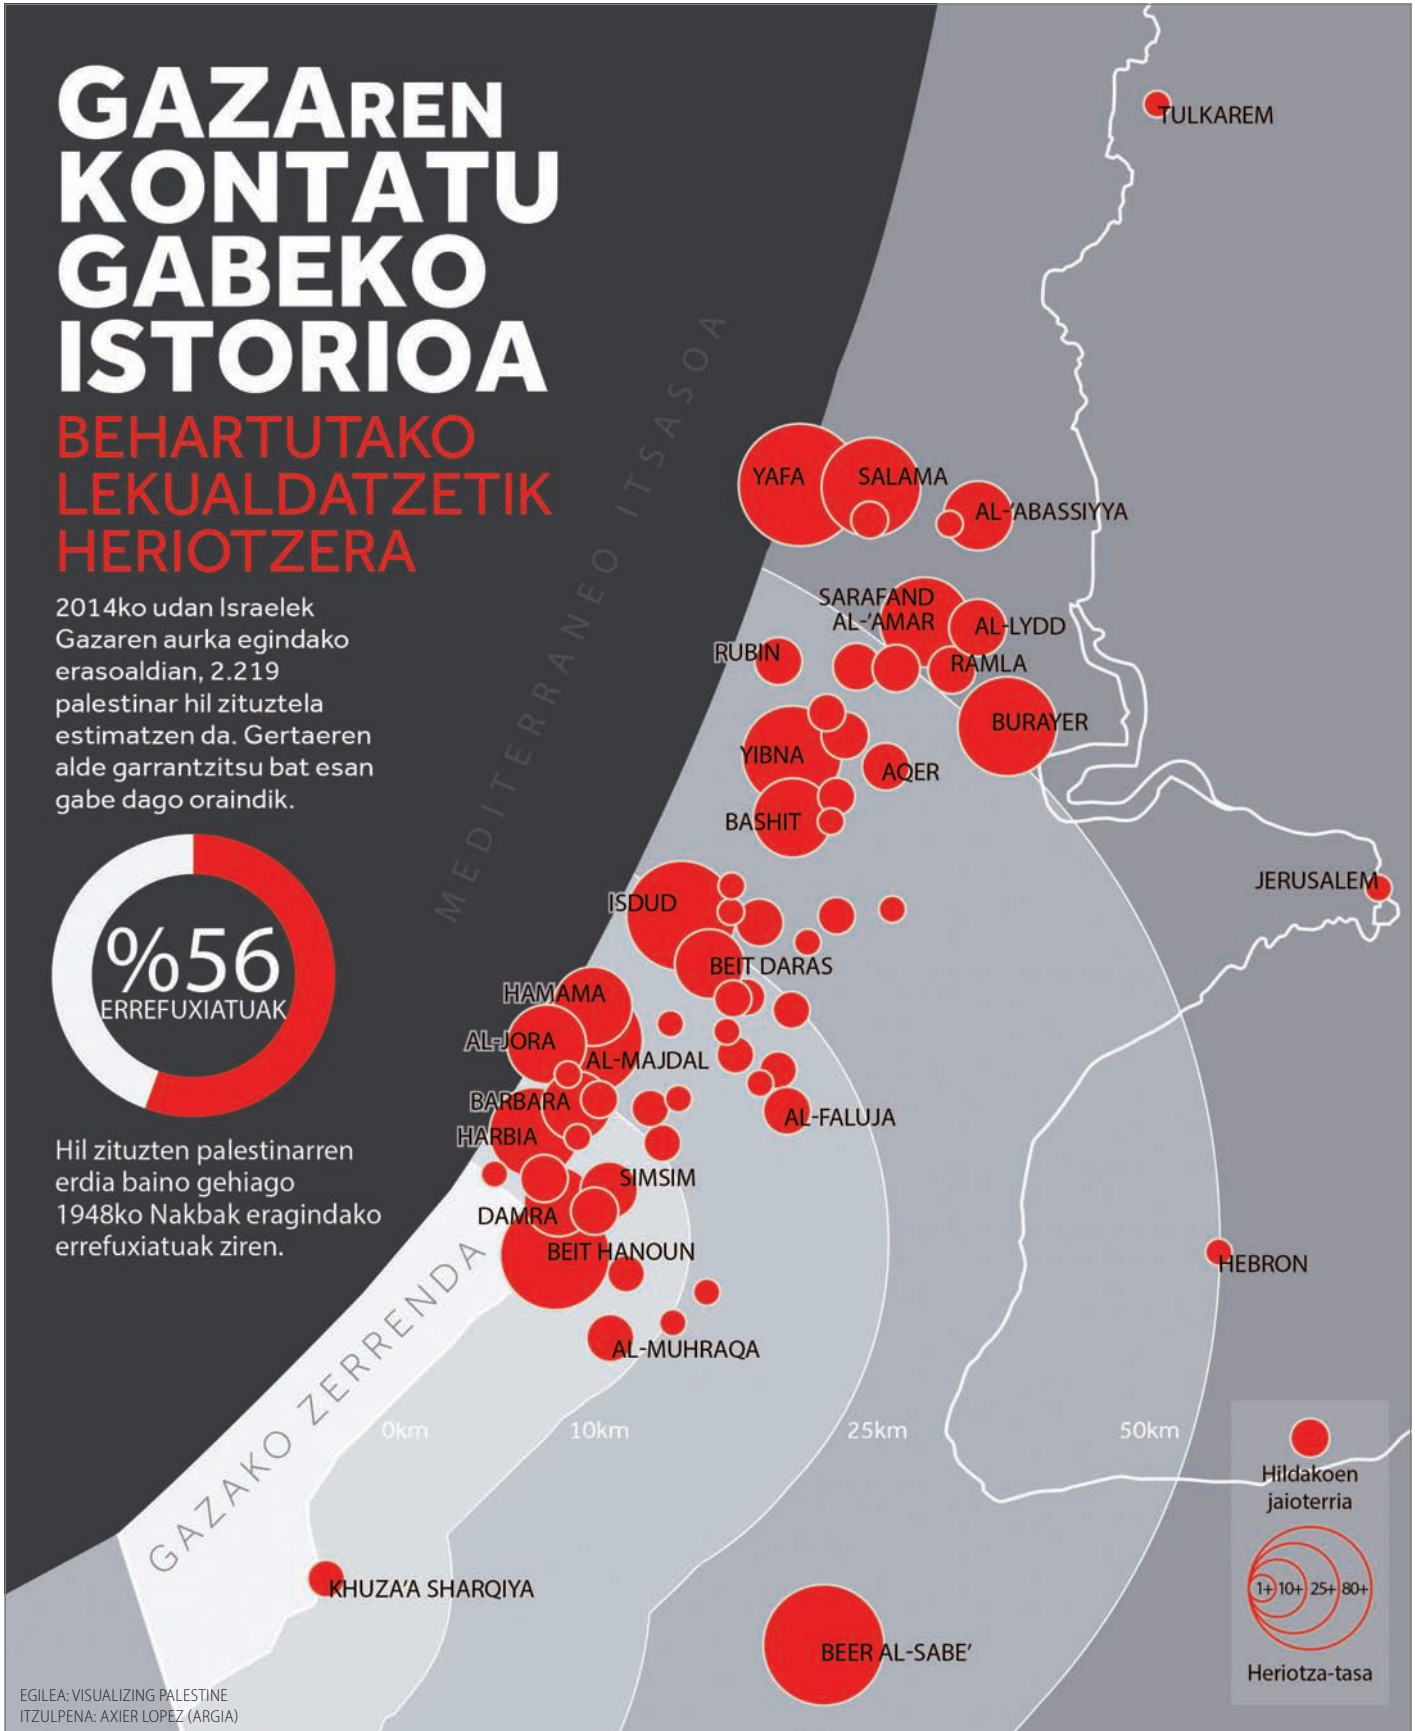 GAZAREN
KONTATU
GABEKO
ISTORIOA
BEHARTUTAKO
LEKUALDATZETIK
HERIOTZERA
2014ko udan Israelek
Gazaren aurka egindako
erasoaldian, 2.219
palestinar hil zituztela
estimatzen da. Gertaeren
alde garrantzitsu bat esan
gabe dago oraindik.
%56
ERREFUXIATUAK
Hil zituzten palestinarren
erdia baino gehiago
1948ko Nakbak eragindako
errefuxiatuak ziren.
MEDITERRANEO ITSASOA
GAZAKO ZERRENDA
TULKAREM
YAFA
SALAMA
AL-'ABASSIYYA
SARAFAND
AL-'AMAR
AL-LYDD
RUBIN
RAMLA
BURAYER
YIBNA
AQER
BASHIT
JERUSALEM
ISDUD
BEIT DARAS
HAMAMA
AL-JORA
AL-MAJDAL
BARBARA
AL-FALUJA
HARBIA
SIMSIM
DAMRA
BEIT HANOUN
HEBRON
AL-MUHRAQA
0km
10km
25km
50km
KHUZA'A SHARQIYA
BEER AL-SABE'
Hildakoen
jaioterria
1+ 10+ 25+ 80+
Heriotza-tasa
EGILEA: VISUALIZING PALESTINE
ITZULPENA: AXIER LOPEZ (ARGIA)